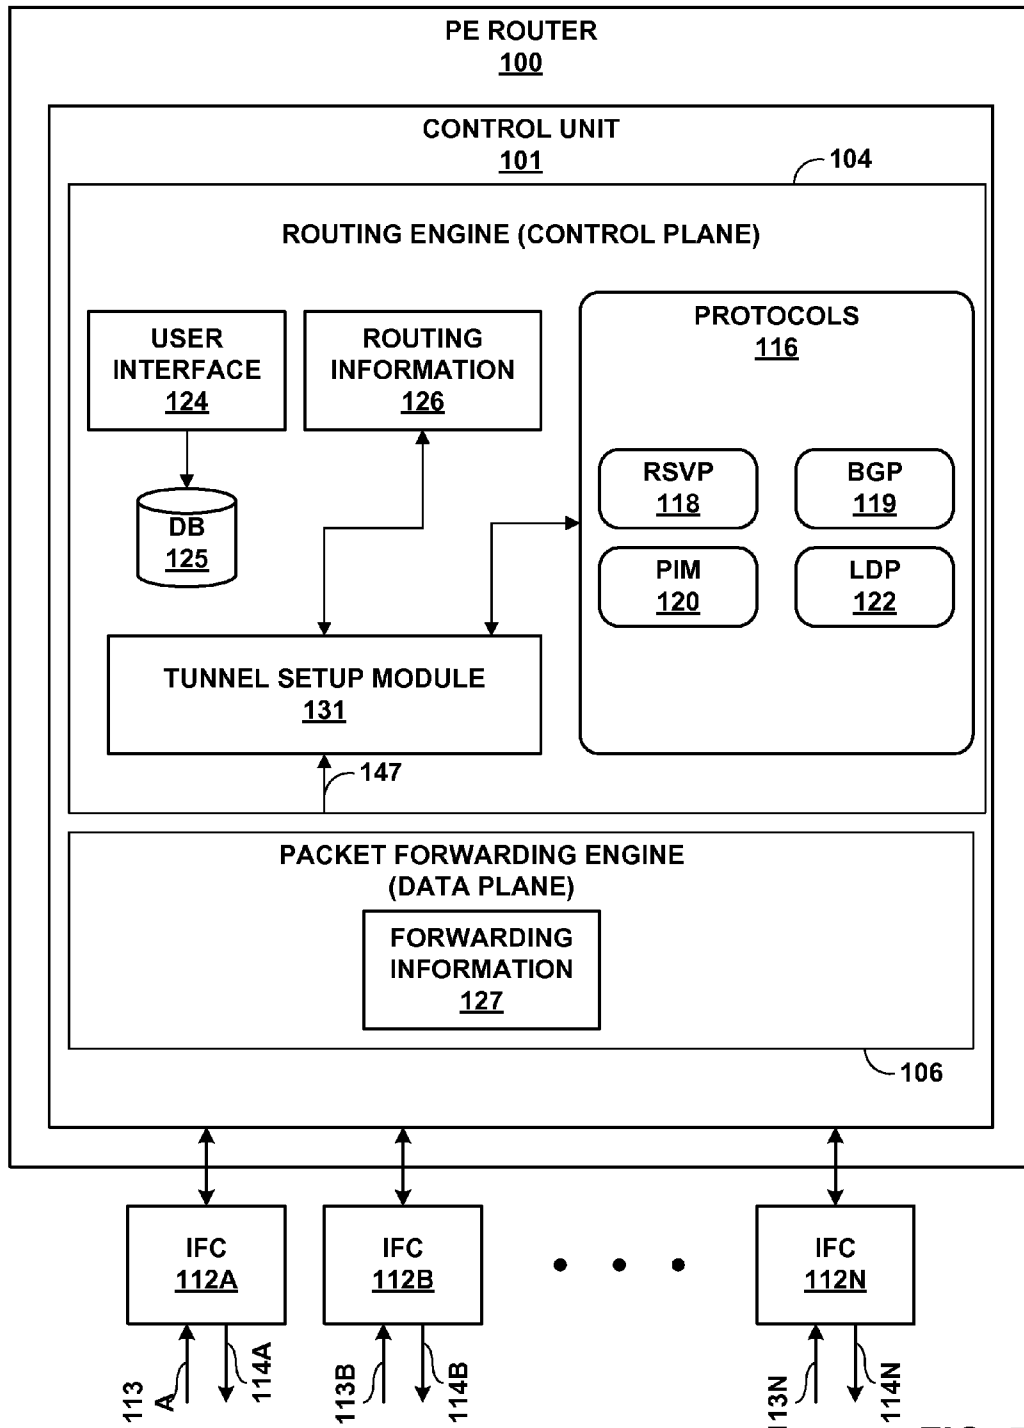 PE ROUTER
100
CONTROL UNIT
101
104
ROUTING ENGINE (CONTROL PLANE)
USER
INTERFACE
124
ROUTING
INFORMATION
126
PROTOCOLS
116
RSVP
118
BGP
119
DB
125
PIM
120
LDP
122
TUNNEL SETUP MODULE
131
147
PACKET FORWARDING ENGINE
(DATA PLANE)
FORWARDING
INFORMATION
127
106
IFC
112A
IFC
112B
IFC
112N
113
A
114A
113B
114B
113N
114N